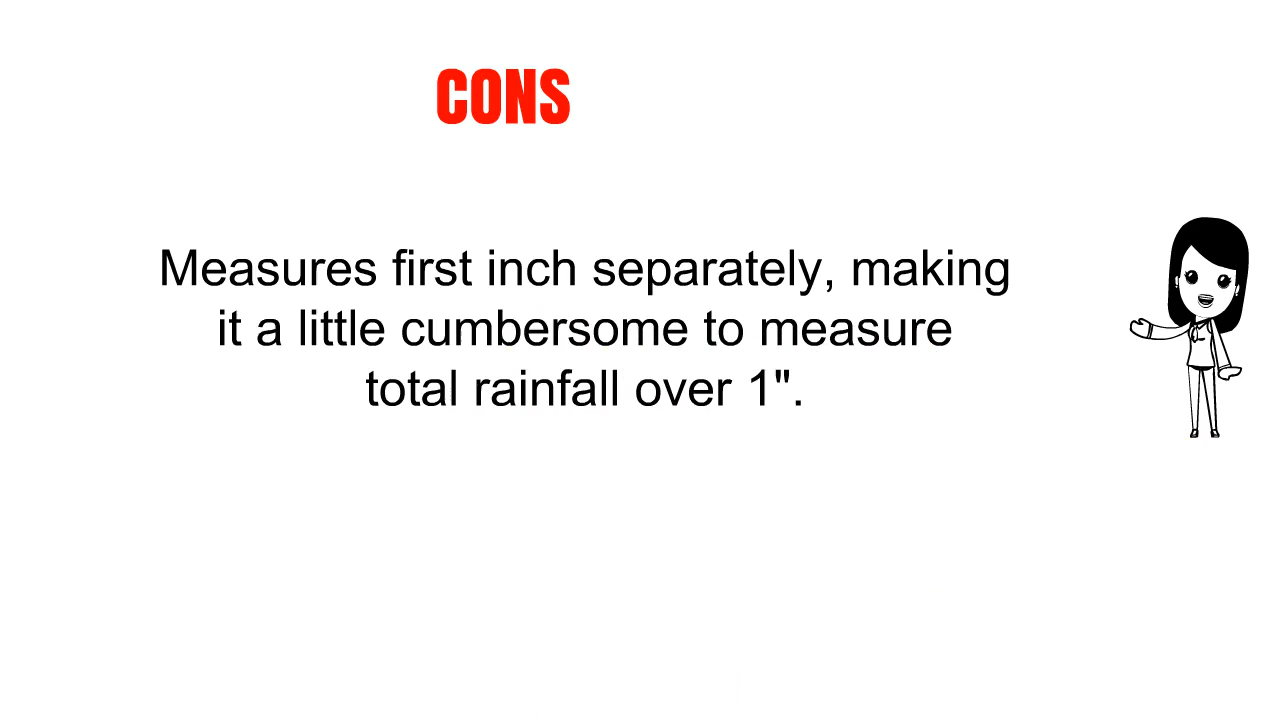 CONS
Measures first inch separately, making
it a little cumbersome to measure
total rainfall over 1".